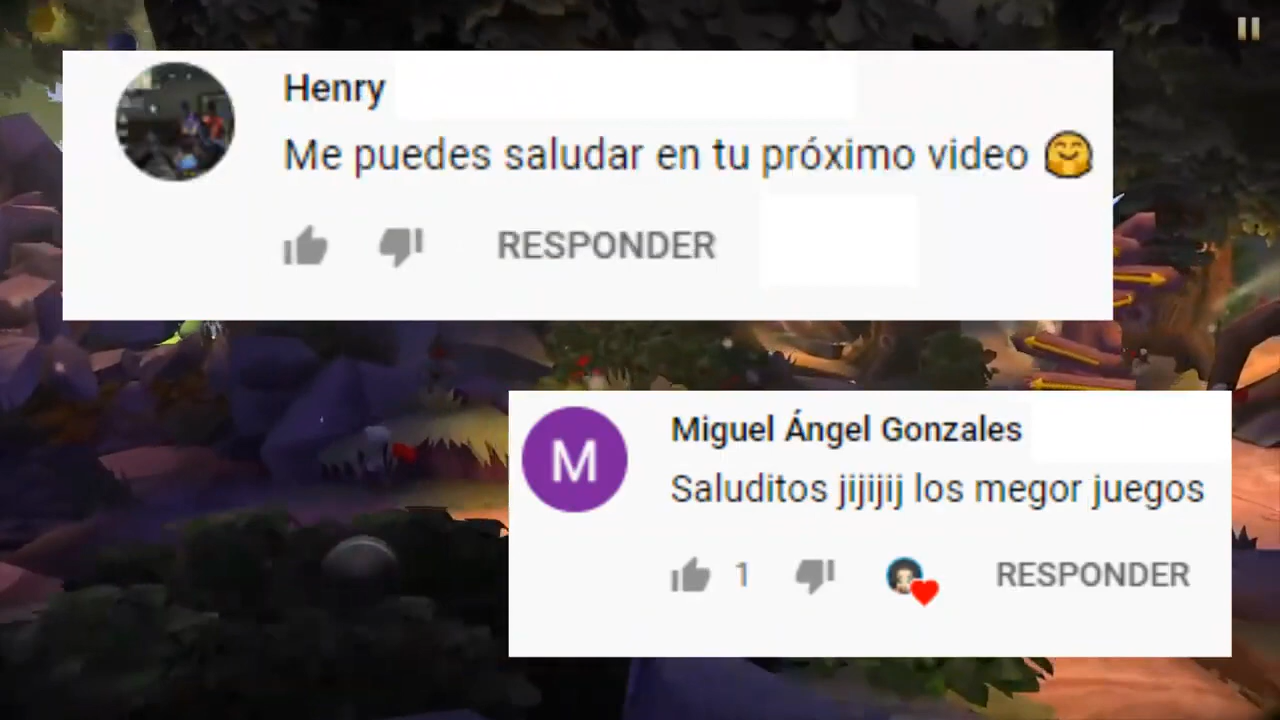 Henry
Me puedes saludar en tu próximo video 🤗
RESPONDER
M
Miguel Ángel Gonzales
Saluditos jijijij los megor juegos
1
RESPONDER